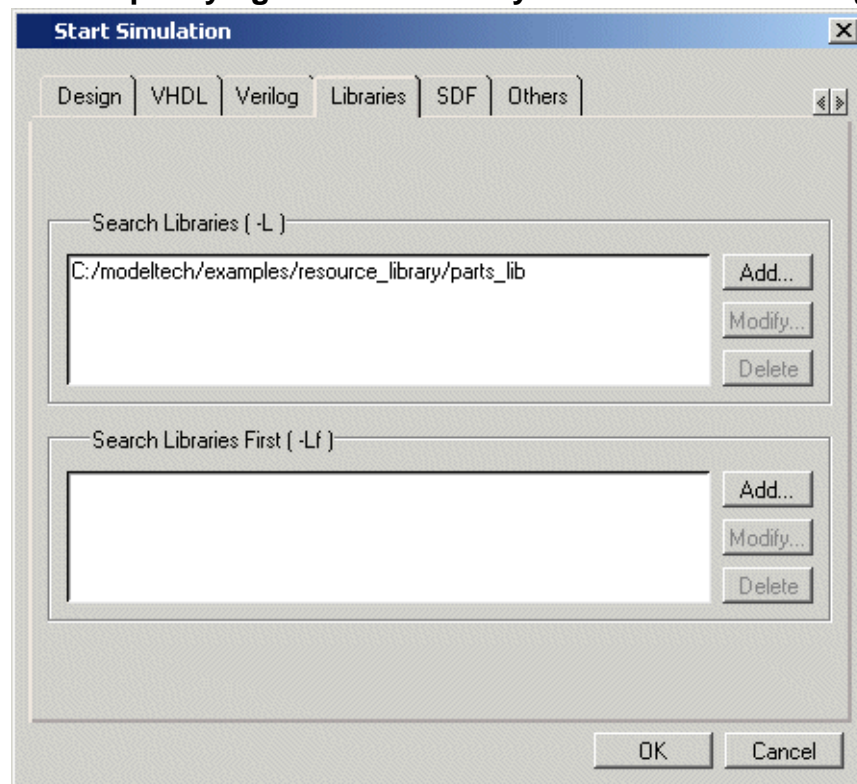 Start Simulation
Design VHDL Verilog Libraries SDF Others
Search Libraries ( -L )
C:/modeltech/examples/resource_library/parts_lib
Add...
Modify...
Delete
Search Libraries First ( -Lf )
Add...
Modify...
Delete
OK Cancel